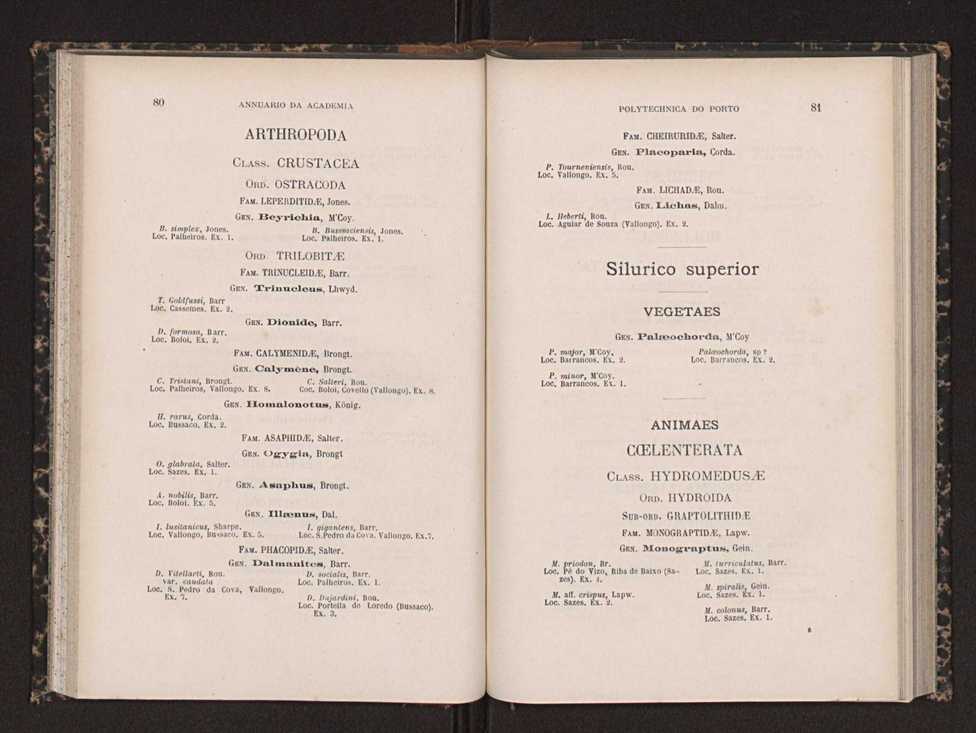 80 ANNUARIO DA ACADEMIA
ARTHROPODA
CLASS. CRUSTACEA
ORD. OSTRACODA
FAM. LEPERDITIDÆ, Jones.
GEN. Beyrichia, M'Coy.
B. simplex, Jones.
Loc. Palheiros. Ex. 1.
B. Bussacciensis, Jones.
Loc. Palheiros. Ex. 1.
ORD TRILOBITÆ
FAM. TRINUCLEIDÆ, Barr.
GEN. Trinucleus, Lhwyd.
T. Goldfussi, Barr
Loc. Cassemes. Ex. 2.
GEN. Dionide, Barr.
D. formosa, Barr.
Loc. Boloi. Ex. 2.
FAM. CALYMENIDÆ, Brongt.
GEN. Calymène, Brongt.
C. Tristani, Brongt.
Loc. Palheiros, Vallongo. Ex. 8.
C. Salteri, Rou.
Loc. Boloi, Covello (Vallongo). Ex. 8.
GEN. Homalonotus, König.
H. rarus, Corda.
Loc. Bussaco, Ex. 2.
FAM. ASAPHIDÆ, Salter.
GEN. Ogygia, Brongt
O. glabrata, Salter.
Loc. Sazes. Ex. 1.
GEN. Asaphus, Brongt.
A. nobilis, Barr.
Loc. Boloi. Ex. 5.
GEN. Illænus, Dal.
I. lusitanicus, Sharpe.
Loc. Vallongo, Bussaco. Ex. 5.
I. giganteus, Barr.
Loc. S. Pedro da Cova. Vallongo. Ex.7.
FAM. PHACOPIDÆ, Salter.
GEN. Dalmanites, Barr.
D. Vitellarti, Rou.
var. caudata
Loc. S. Pedro da Cova, Vallongo,
Ex. 7.
D. socialis, Barr.
Loc. Palheiros. Ex. 1.
D. Dujardini, Rou.
Loc. Portella de Loredo (Bussaco).
Ex. 3.
POLYTECHNICA DO PORTO 81
FAM. CHEIRURIDÆ, Salter.
GEN. Placoparia, Corda.
P. Tourneniensis, Rou.
Loc. Vallongo. Ex. 5.
FAM. LICHADÆ, Rou.
GEN. Lichas, Dalm.
L. Heberti, Rou.
Loc. Aguiar de Souza (Vallongo). Ex. 2.
Silurico superior
VEGETAES
GEN. Palæochorda, M'Coy
P. major, M'Coy.
Loc. Barrancos. Ex. 2.
Palæochorda, sp?
Loc. Barrancos. Ex. 2.
P. minor, M'Coy.
Loc. Barrancos. Ex. 1.
ANIMAES
CŒLENTERATA
CLASS. HYDROMEDUSÆ
ORD. HYDROIDA
SUB-ORD. GRAPTOLITHIDÆ
FAM. MONOGRAPTIDÆ, Lapw.
GEN. Monograptus, Gein.
M. priodon, Br.
Loc. Pé do Vizo, Riba de Baixo (Sa-
zes). Ex. 4.
M. aff. crispus, Lapw.
Loc. Sazes. Ex. 2.
M. turriculatus, Barr.
Loc. Sazes. Ex. 1.
M. spiralis, Gein.
Loc. Sazes. Ex. 1.
M. colonus, Barr.
Loc. Sazes. Ex. 1.